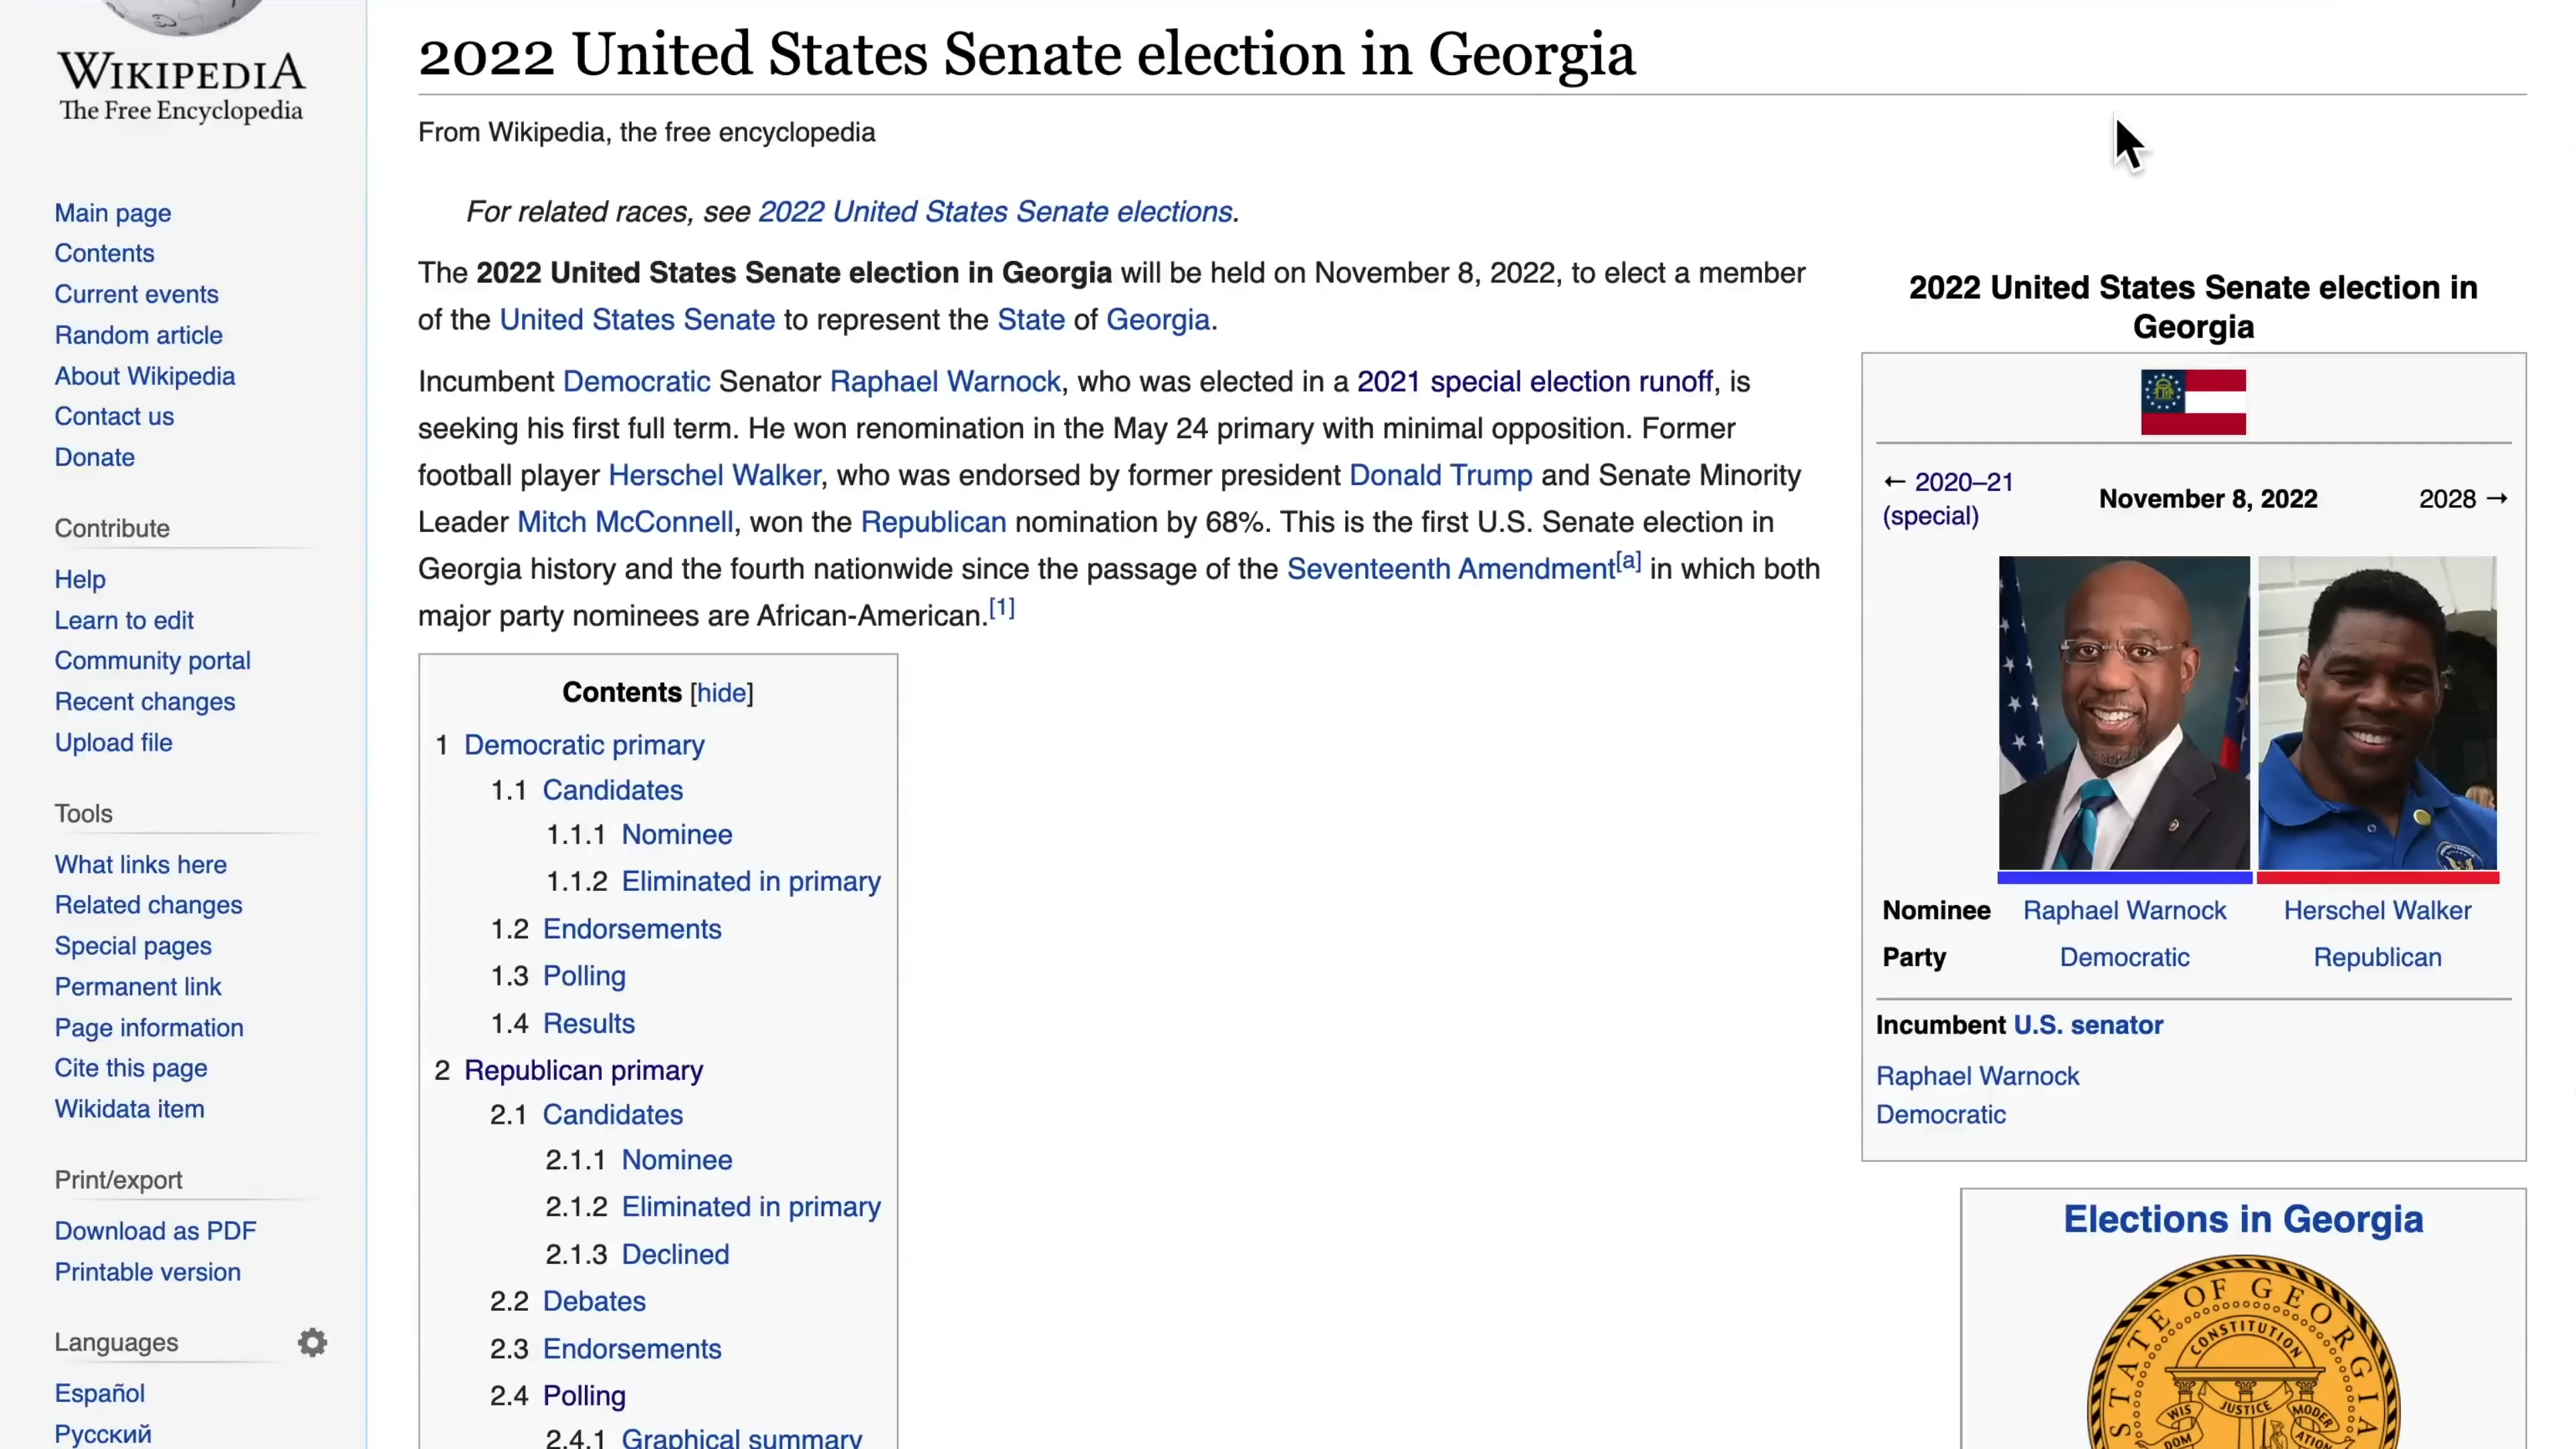 WIKIPEDIA
The Free Encyclopedia
Main page
Contents
Current events
Random article
About Wikipedia
Contact us
Donate
Contribute
Help
Learn to edit
Community portal
Recent changes
Upload file
Tools
What links here
Related changes
Special pages
Permanent link
Page information
Cite this page
Wikidata item
Print/export
Download as PDF
Printable version
Languages
Español
Русский
2022 United States Senate election in Georgia
From Wikipedia, the free encyclopedia
For related races, see 2022 United States Senate elections.
The 2022 United States Senate election in Georgia will be held on November 8, 2022, to elect a member
of the United States Senate to represent the State of Georgia.
Incumbent Democratic Senator Raphael Warnock, who was elected in a 2021 special election runoff, is
seeking his first full term. He won renomination in the May 24 primary with minimal opposition. Former
football player Herschel Walker, who was endorsed by former president Donald Trump and Senate Minority
Leader Mitch McConnell, won the Republican nomination by 68%. This is the first U.S. Senate election in
Georgia history and the fourth nationwide since the passage of the Seventeenth Amendment[a] in which both
major party nominees are African-American.[1]
Contents [hide]
1 Democratic primary
1.1 Candidates
1.1.1 Nominee
1.1.2 Eliminated in primary
1.2 Endorsements
1.3 Polling
1.4 Results
2 Republican primary
2.1 Candidates
2.1.1 Nominee
2.1.2 Eliminated in primary
2.1.3 Declined
2.2 Debates
2.3 Endorsements
2.4 Polling
2.4.1 Graphical summary
2022 United States Senate election in
Georgia
← 2020–21
(special)
November 8, 2022
2028 →
Nominee Raphael Warnock Herschel Walker
Party Democratic Republican
Incumbent U.S. senator
Raphael Warnock
Democratic
Elections in Georgia
STATE OF GEORGIA
CONSTITUTION
WISDOM
JUSTICE
MODERATION